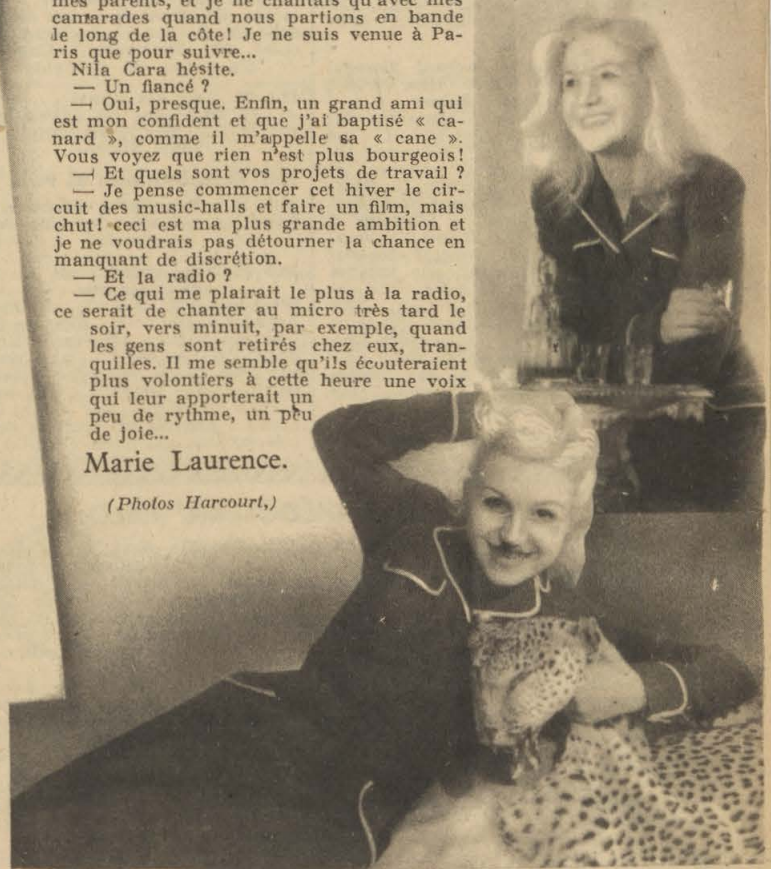 mes parents, et je ne chantais qu'avec mes
camarades quand nous partions en bande
le long de la côte! Je ne suis venue à Pa-
ris que pour suivre...
Nila Cara hésite.
— Un fiancé ?
— Oui, presque. Enfin, un grand ami qui
est mon confident et que j'ai baptisé « ca-
nard », comme il m'appelle sa « cane ».
Vous voyez que rien n'est plus bourgeois!
— Et quels sont vos projets de travail ?
— Je pense commencer cet hiver le cir-
cuit des music-halls et faire un film, mais
chut! ceci est ma plus grande ambition et
je ne voudrais pas détourner la chance en
manquant de discrétion.
— Et la radio ?
— Ce qui me plairait le plus à la radio,
ce serait de chanter au micro très tard le
soir, vers minuit, par exemple, quand
les gens sont retirés chez eux, tran-
quilles. Il me semble qu'ils écouteraient
plus volontiers à cette heure une voix
qui leur apporterait un
peu de rythme, un peu
de joie...
Marie Laurence.
(Photos Harcourt,)